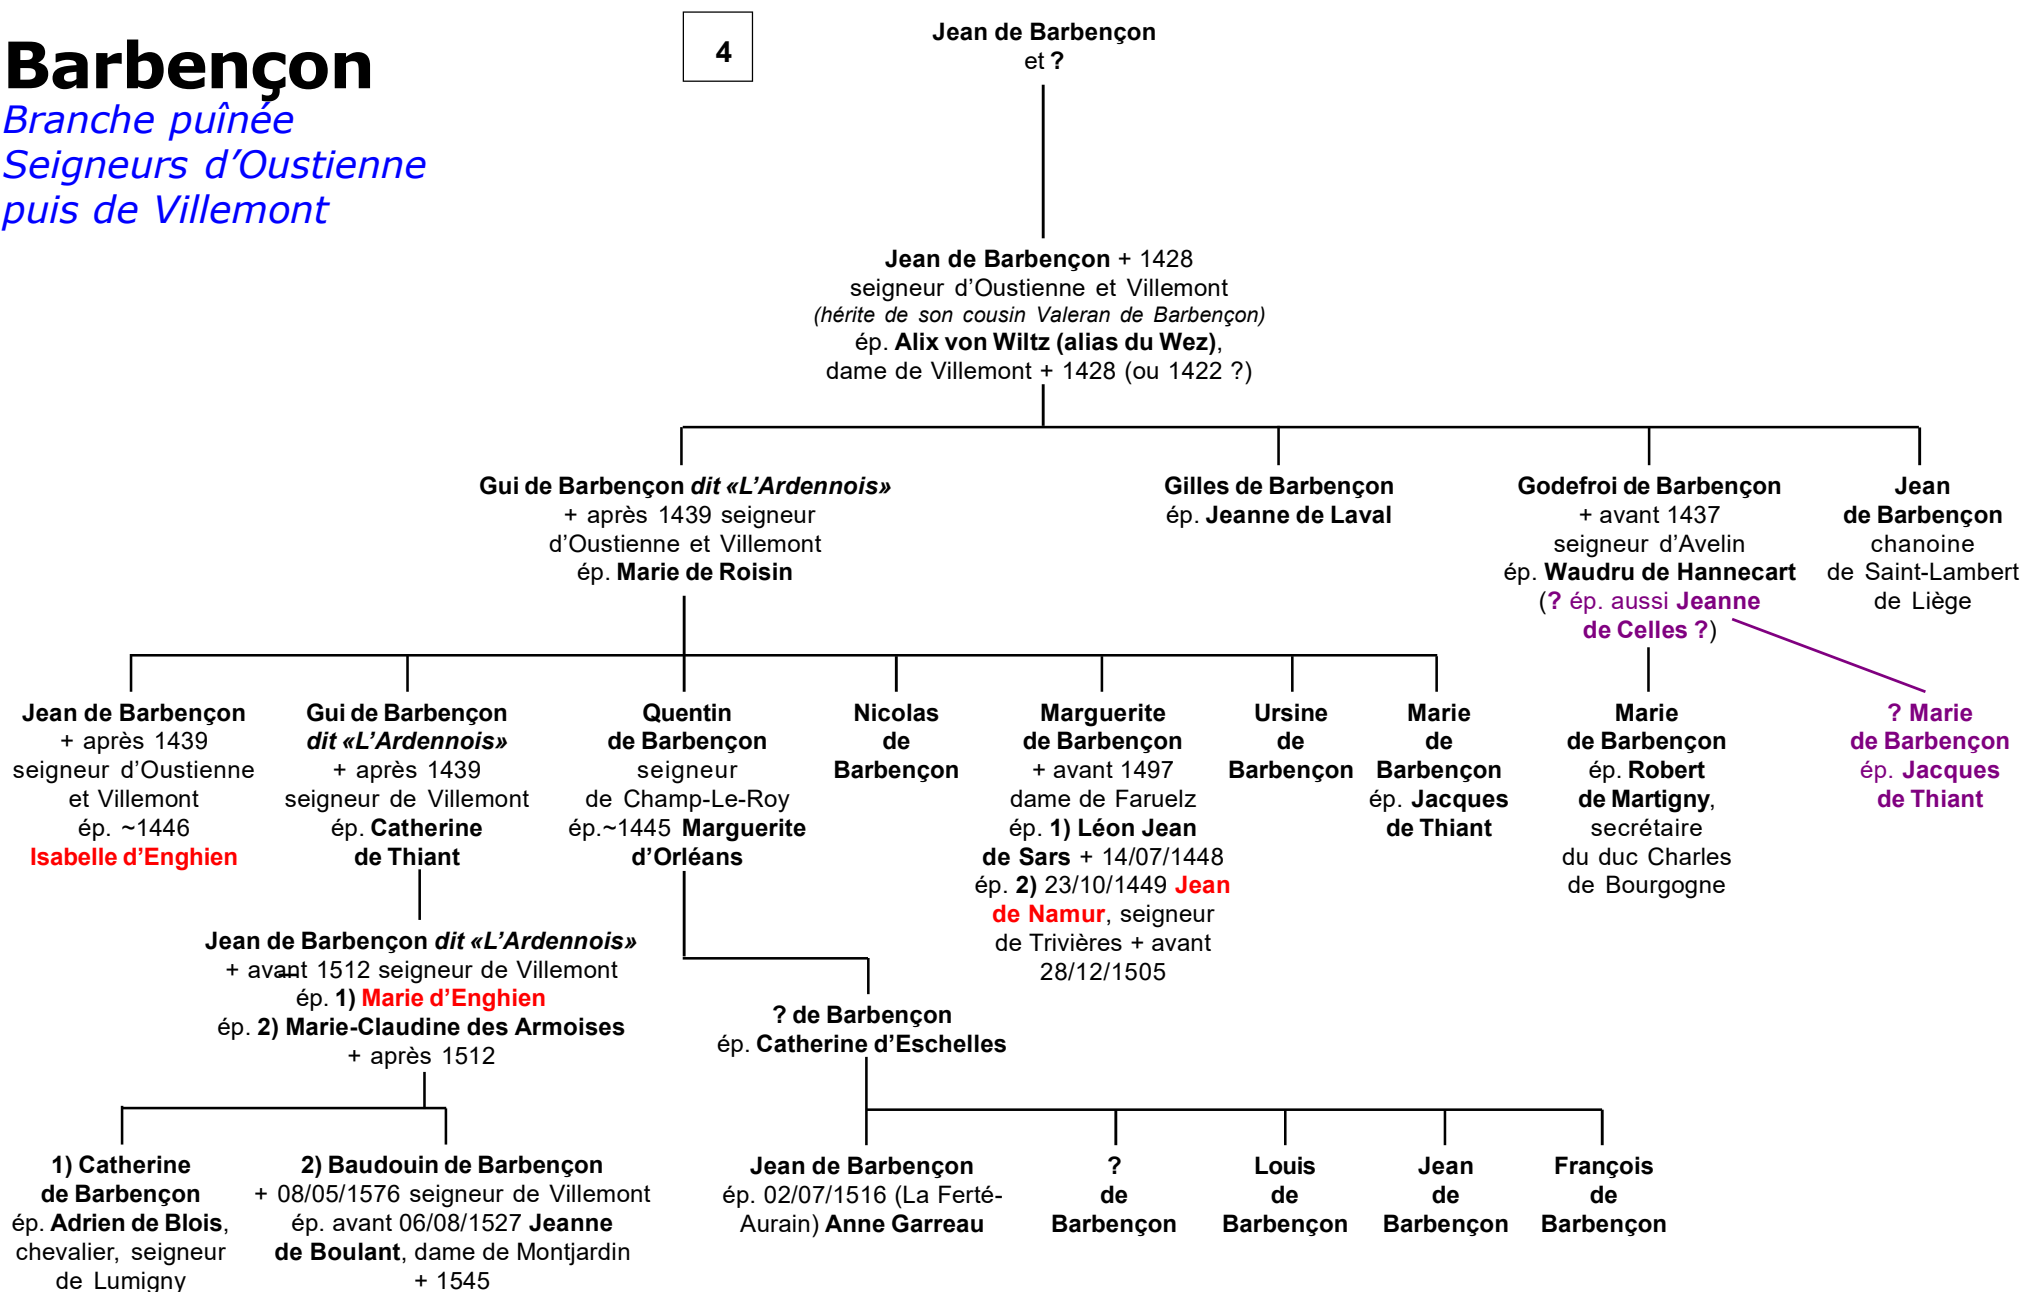 Barbençon
Branche puînée
Seigneurs d’Oustienne
puis de Villemont
4
Jean de Barbençon
et ?
Jean de Barbençon + 1428
seigneur d’Oustienne et Villemont
(hérite de son cousin Valeran de Barbençon)
ép. Alix von Wiltz (alias du Wez),
dame de Villemont + 1428 (ou 1422 ?)
Gui de Barbençon dit «L’Ardennois»
+ après 1439 seigneur
d’Oustienne et Villemont
ép. Marie de Roisin
Gilles de Barbençon
ép. Jeanne de Laval
Godefroi de Barbençon
+ avant 1437
seigneur d’Avelin
ép. Waudru de Hannecart
(? ép. aussi Jeanne
de Celles ?)
Jean
de Barbençon
chanoine
de Saint-Lambert
de Liège
Jean de Barbençon
+ après 1439
seigneur d’Oustienne
et Villemont
ép. ~1446
Isabelle d’Enghien
Gui de Barbençon
dit «L’Ardennois»
+ après 1439
seigneur de Villemont
ép. Catherine
de Thiant
Quentin
de Barbençon
seigneur
de Champ-Le-Roy
ép.~1445 Marguerite
d’Orléans
Nicolas
de
Barbençon
Marguerite
de Barbençon
+ avant 1497
dame de Faruelz
ép. 1) Léon Jean
de Sars + 14/07/1448
ép. 2) 23/10/1449 Jean
de Namur, seigneur
de Trivières + avant
28/12/1505
Ursine
de
Barbençon
Marie
de
Barbençon
ép. Jacques
de Thiant
Marie
de Barbençon
ép. Robert
de Martigny,
secrétaire
du duc Charles
de Bourgogne
? Marie
de Barbençon
ép. Jacques
de Thiant
Jean de Barbençon dit «L’Ardennois»
+ avant 1512 seigneur de Villemont
ép. 1) Marie d’Enghien
ép. 2) Marie-Claudine des Armoises
+ après 1512
? de Barbençon
ép. Catherine d’Eschelles
1) Catherine
de Barbençon
ép. Adrien de Blois,
chevalier, seigneur
de Lumigny
2) Baudouin de Barbençon
+ 08/05/1576 seigneur de Villemont
ép. avant 06/08/1527 Jeanne
de Boulant, dame de Montjardin
+ 1545
Jean de Barbençon
ép. 02/07/1516 (La Ferté-
Aurain) Anne Garreau
?
de
Barbençon
Louis
de
Barbençon
Jean
de
Barbençon
François
de
Barbençon